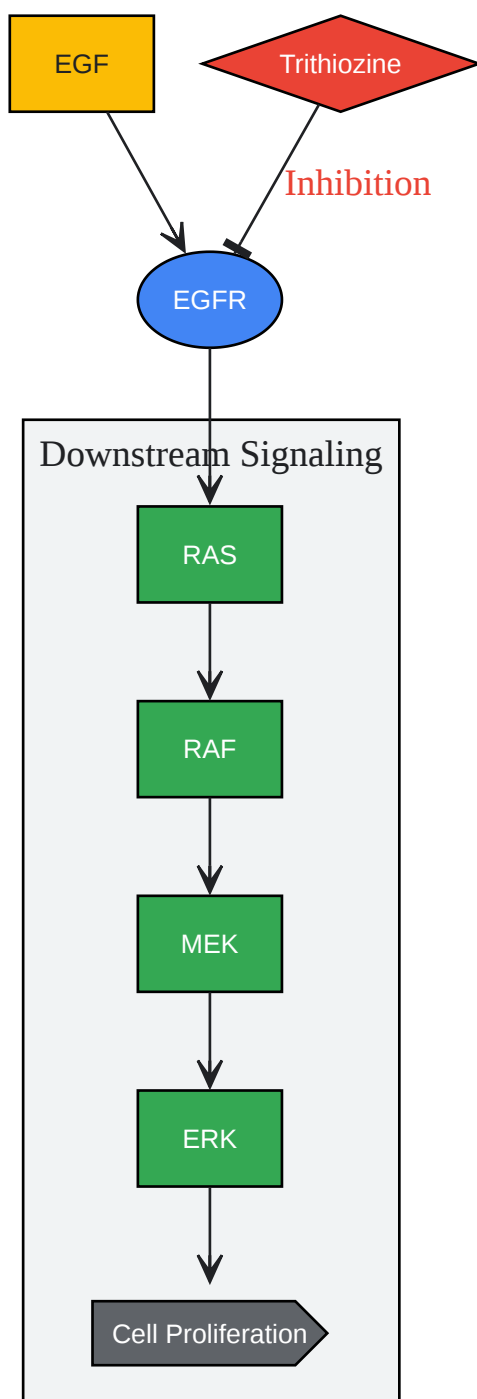 EGF
Trithiozine
Inhibition
EGFR
Downstream Signaling
RAS
RAF
MEK
ERK
Cell Proliferation